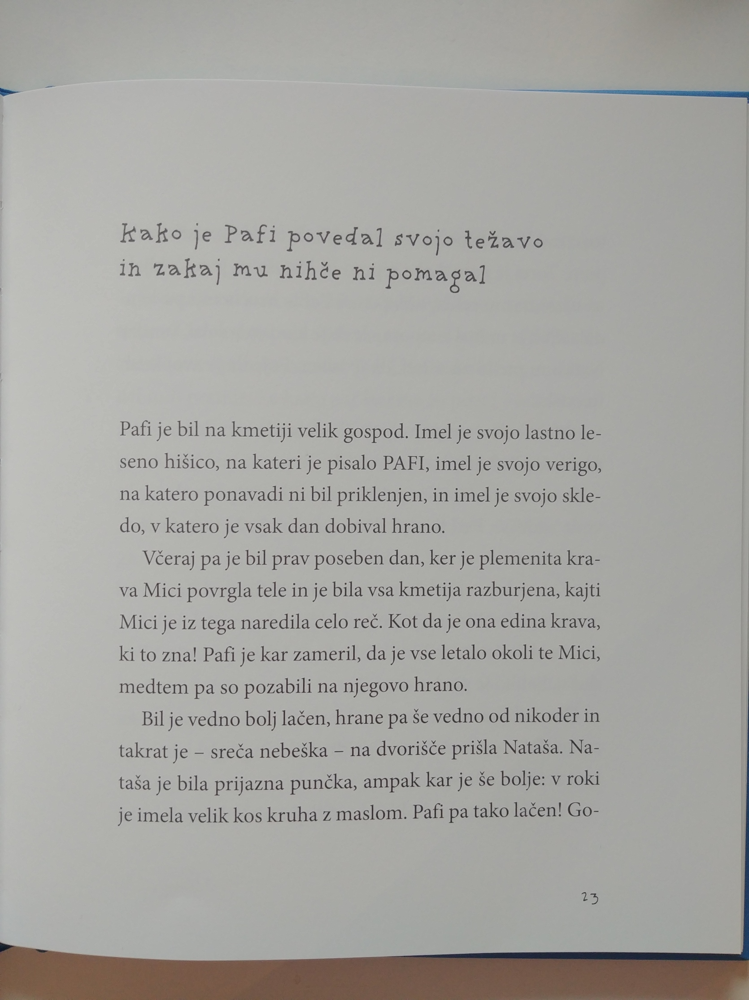 Kako je Pafi povedal svojo težavo
in zakaj mu nihče ni pomagal
Pafi je bil na kmetiji velik gospod. Imel je svojo lastno le-
seno hišico, na kateri je pisalo PAFI, imel je svojo verigo,
na katero ponavadi ni bil priklenjen, in imel je svojo skle-
do, v katero je vsak dan dobival hrano.
Včeraj pa je bil prav poseben dan, ker je plemenita kra-
va Mici povrgla tele in je bila vsa kmetija razburjena, kajti
Mici je iz tega naredila celo reč. Kot da je ona edina krava,
ki to zna! Pafi je kar zameril, da je vse letalo okoli te Mici,
medtem pa so pozabili na njegovo hrano.
Bil je vedno bolj lačen, hrane pa še vedno od nikoder in
takrat je – sreča nebeška – na dvorišče prišla Nataša. Na-
taša je bila prijazna punčka, ampak kar je še bolje: v roki
je imela velik kos kruha z maslom. Pafi pa tako lačen! Go-
23